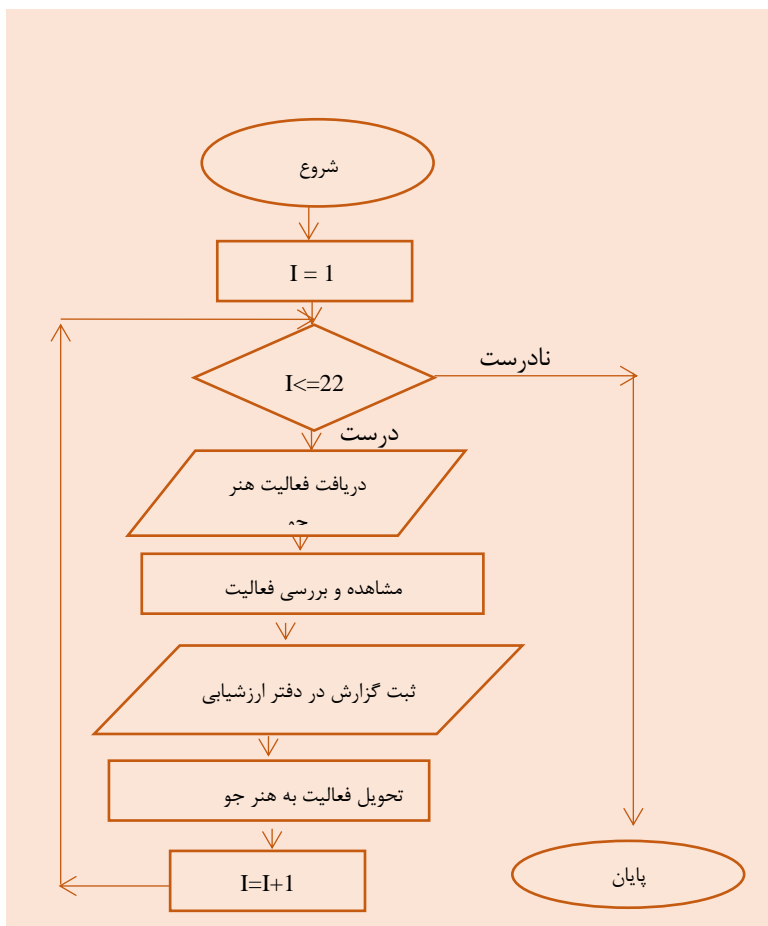 شروع
I = 1
I<=22
نادرست
درست
دریافت فعالیت هنر
مشاهده و بررسی فعالیت
ثبت گزارش در دفتر ارزشیابی
تحویل فعالیت به هنر جو
I=I+1
پایان